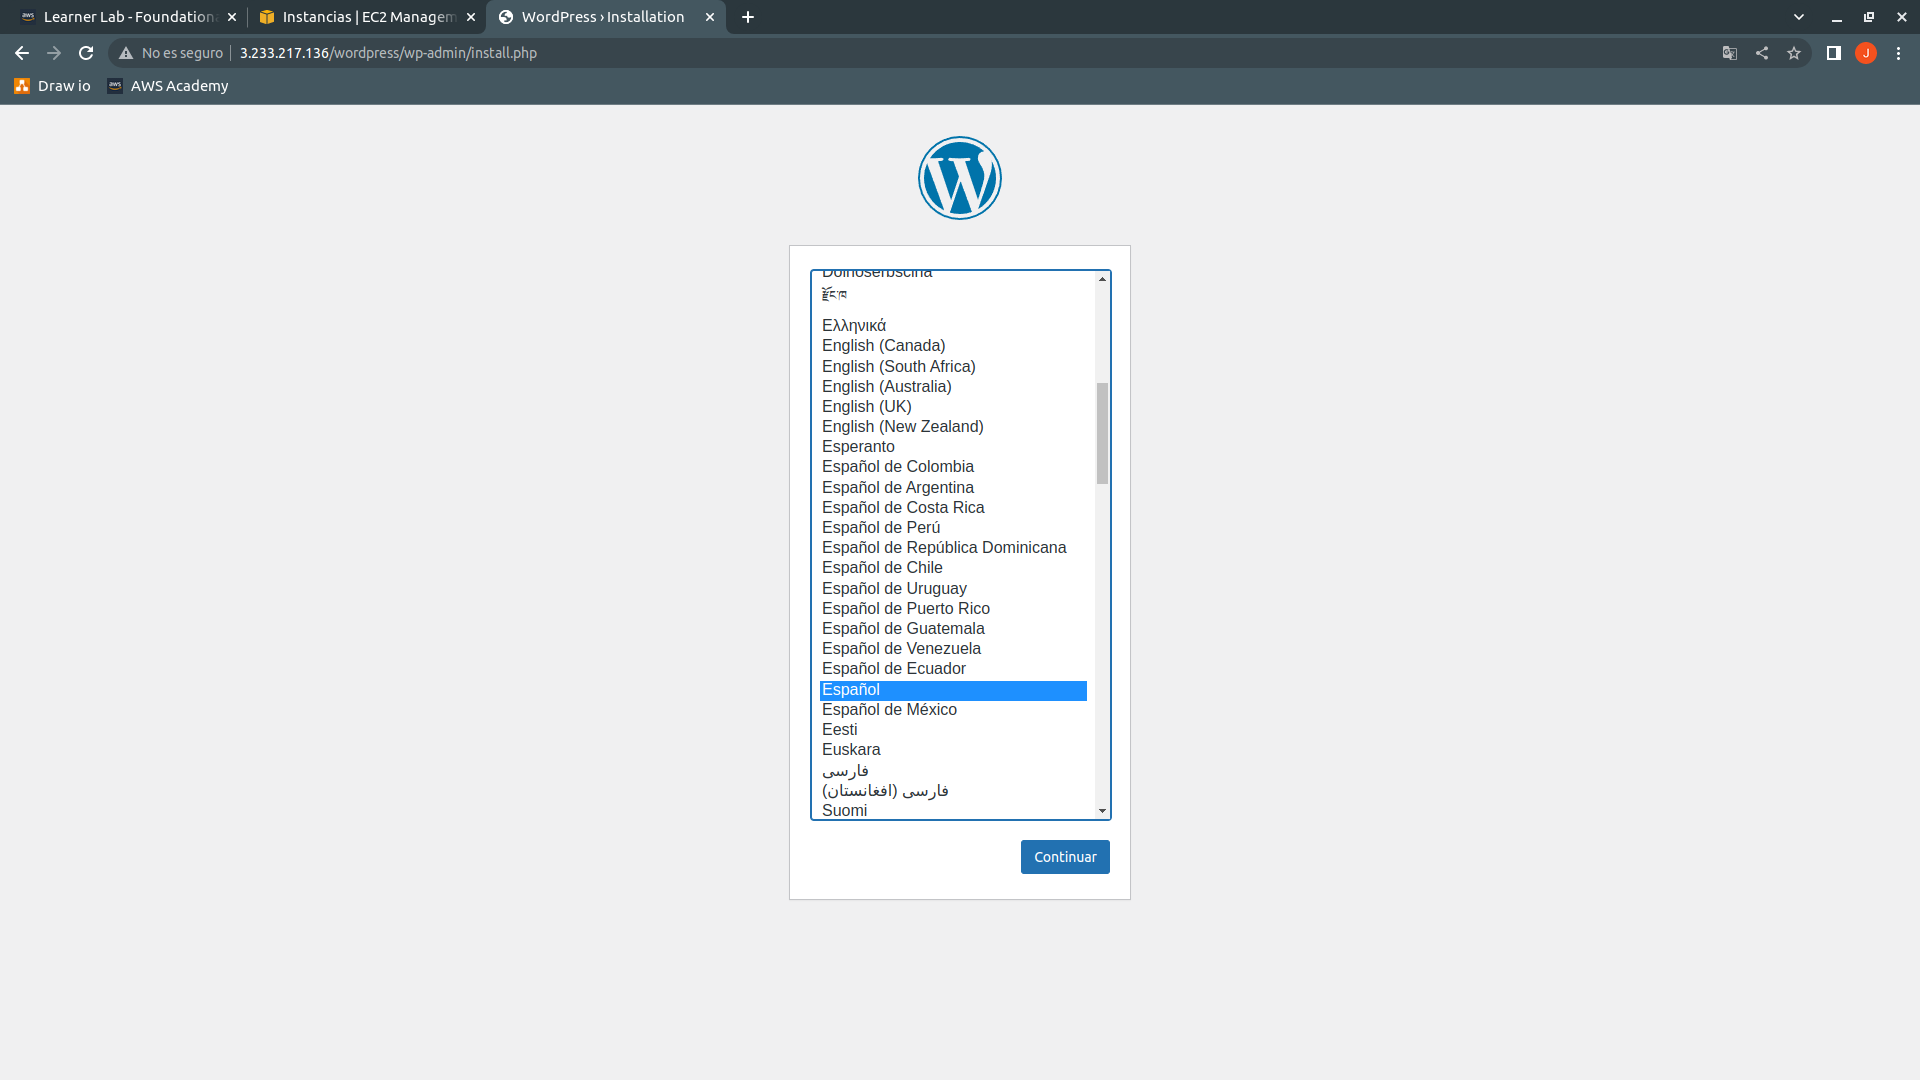 Learner Lab - Foundationa
Instancias | EC2 Managem
WordPress › Installation
No es seguro
3.233.217.136/wordpress/wp-admin/install.php
J
Draw io
aws
AWS Academy
W
Dolnoserbšćina
རྫོང་ཁ
Ελληνικά
English (Canada)
English (South Africa)
English (Australia)
English (UK)
English (New Zealand)
Esperanto
Español de Colombia
Español de Argentina
Español de Costa Rica
Español de Perú
Español de República Dominicana
Español de Chile
Español de Uruguay
Español de Puerto Rico
Español de Guatemala
Español de Venezuela
Español de Ecuador
Español
Español de México
Eesti
Euskara
فارسی
(فارسی (افغانستان
Suomi
Continuar